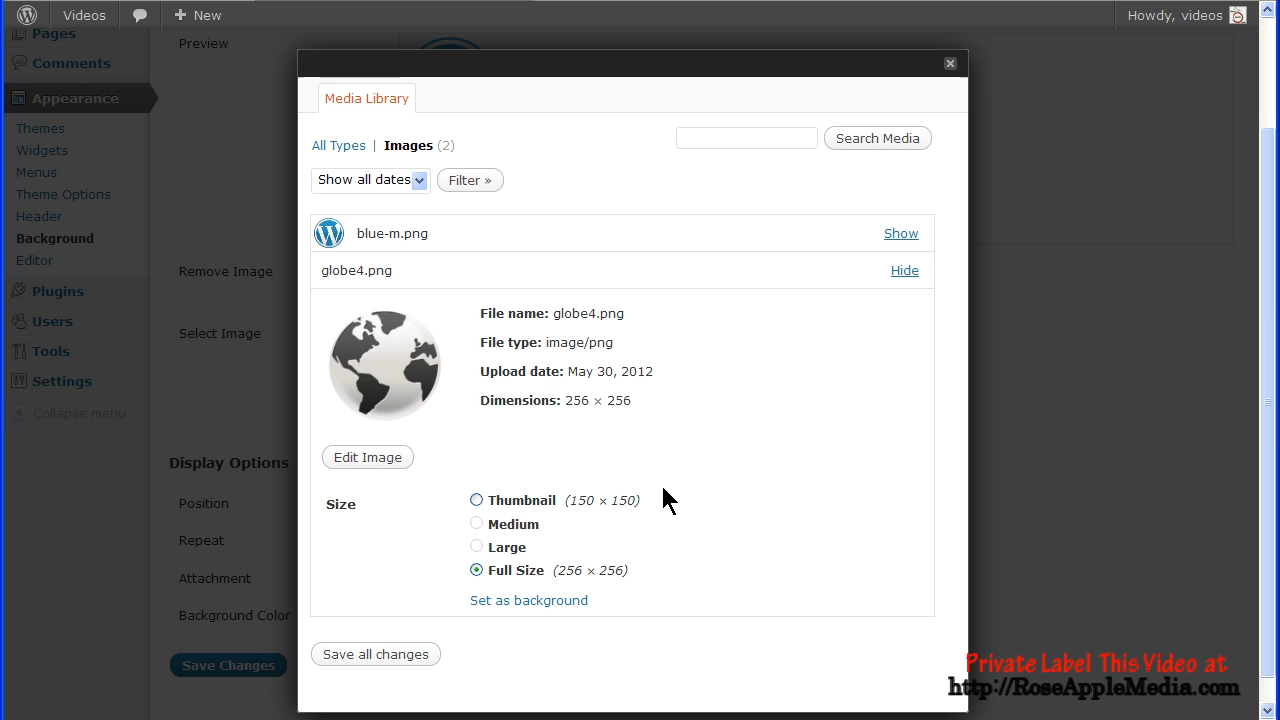 Videos
New
Howdy, videos
Pages
Comments
Appearance
Themes
Widgets
Menus
Theme Options
Header
Background
Editor
Plugins
Users
Tools
Settings
Collapse menu
Preview
Remove Image
Select Image
Display Options
Position
Repeat
Attachment
Background Color
Save Changes
Media Library
All Types | Images (2)
Search Media
Show all dates
Filter »
blue-m.png Show
globe4.png Hide
File name: globe4.png
File type: image/png
Upload date: May 30, 2012
Dimensions: 256 × 256
Edit Image
Size
Thumbnail (150 × 150)
Medium
Large
Full Size (256 × 256)
Set as background
Save all changes
Private Label This Video at
http://RoseAppleMedia.com